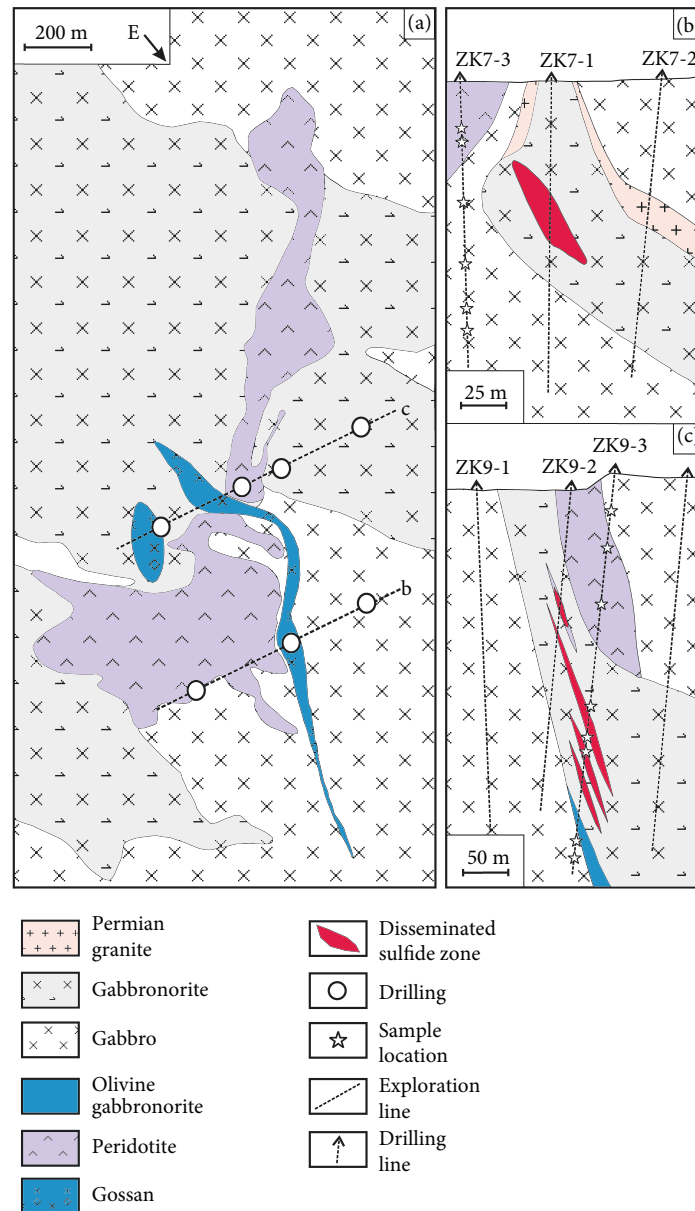 200 m
E
(a)
c
b
(b)
ZK7-3
ZK7-1
ZK7-2
25 m
(c)
ZK9-3
ZK9-1
ZK9-2
50 m
Permian
granite
Gabbronorite
Gabbro
Olivine
gabbronorite
Peridotite
Gossan
Disseminated
sulfide zone
Drilling
Sample
location
Exploration
line
Drilling
line